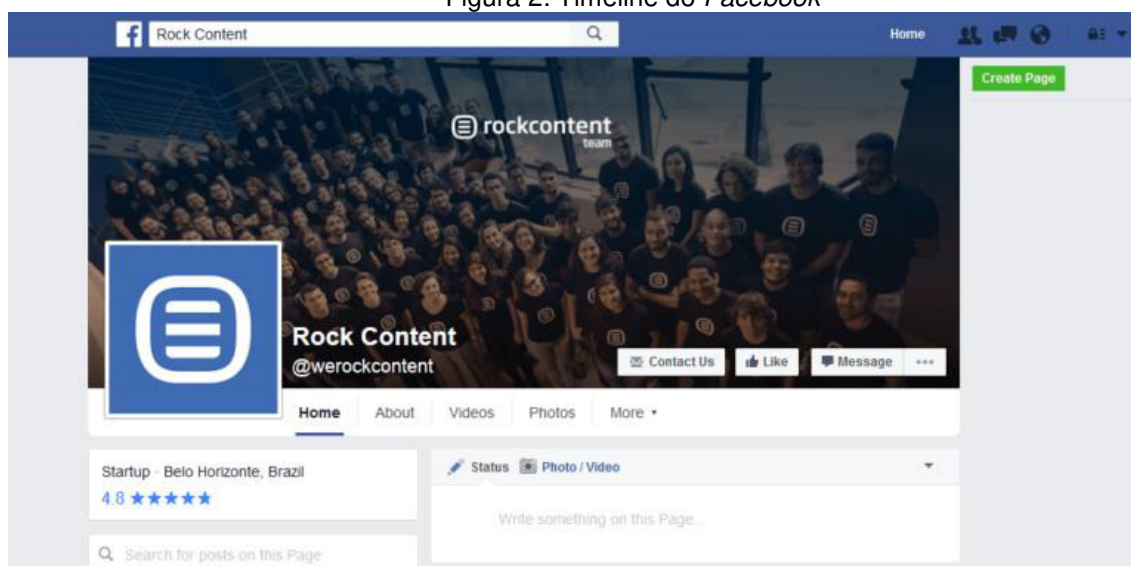 Figura 2: Timeline do Facebook
f Rock Content Home
Create Page
rockcontent
team
Rock Content
@werockcontent
Contact Us Like Message ...
Home About Videos Photos More
Startup · Belo Horizonte, Brazil
4.8
Status Photo / Video
Write something on this Page...
Search for posts on this Page